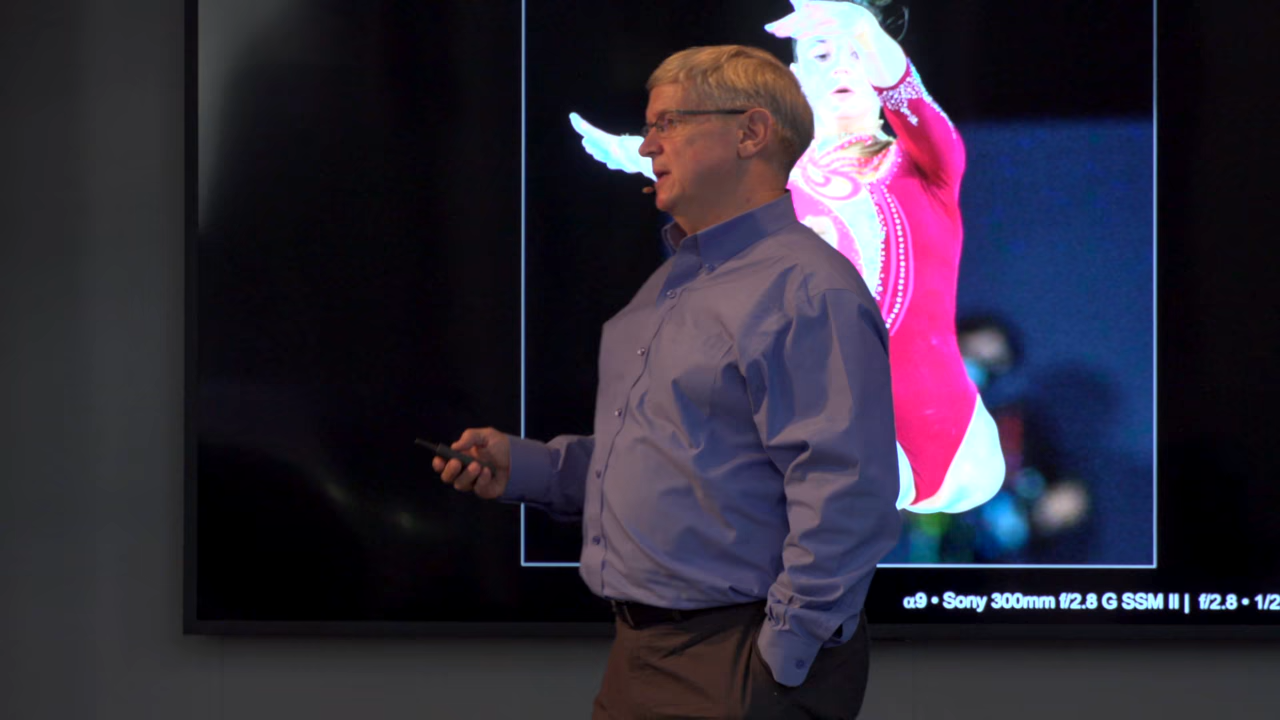 α9 • Sony 300mm f/2.8 G SSM II | f/2.8 • 1/2